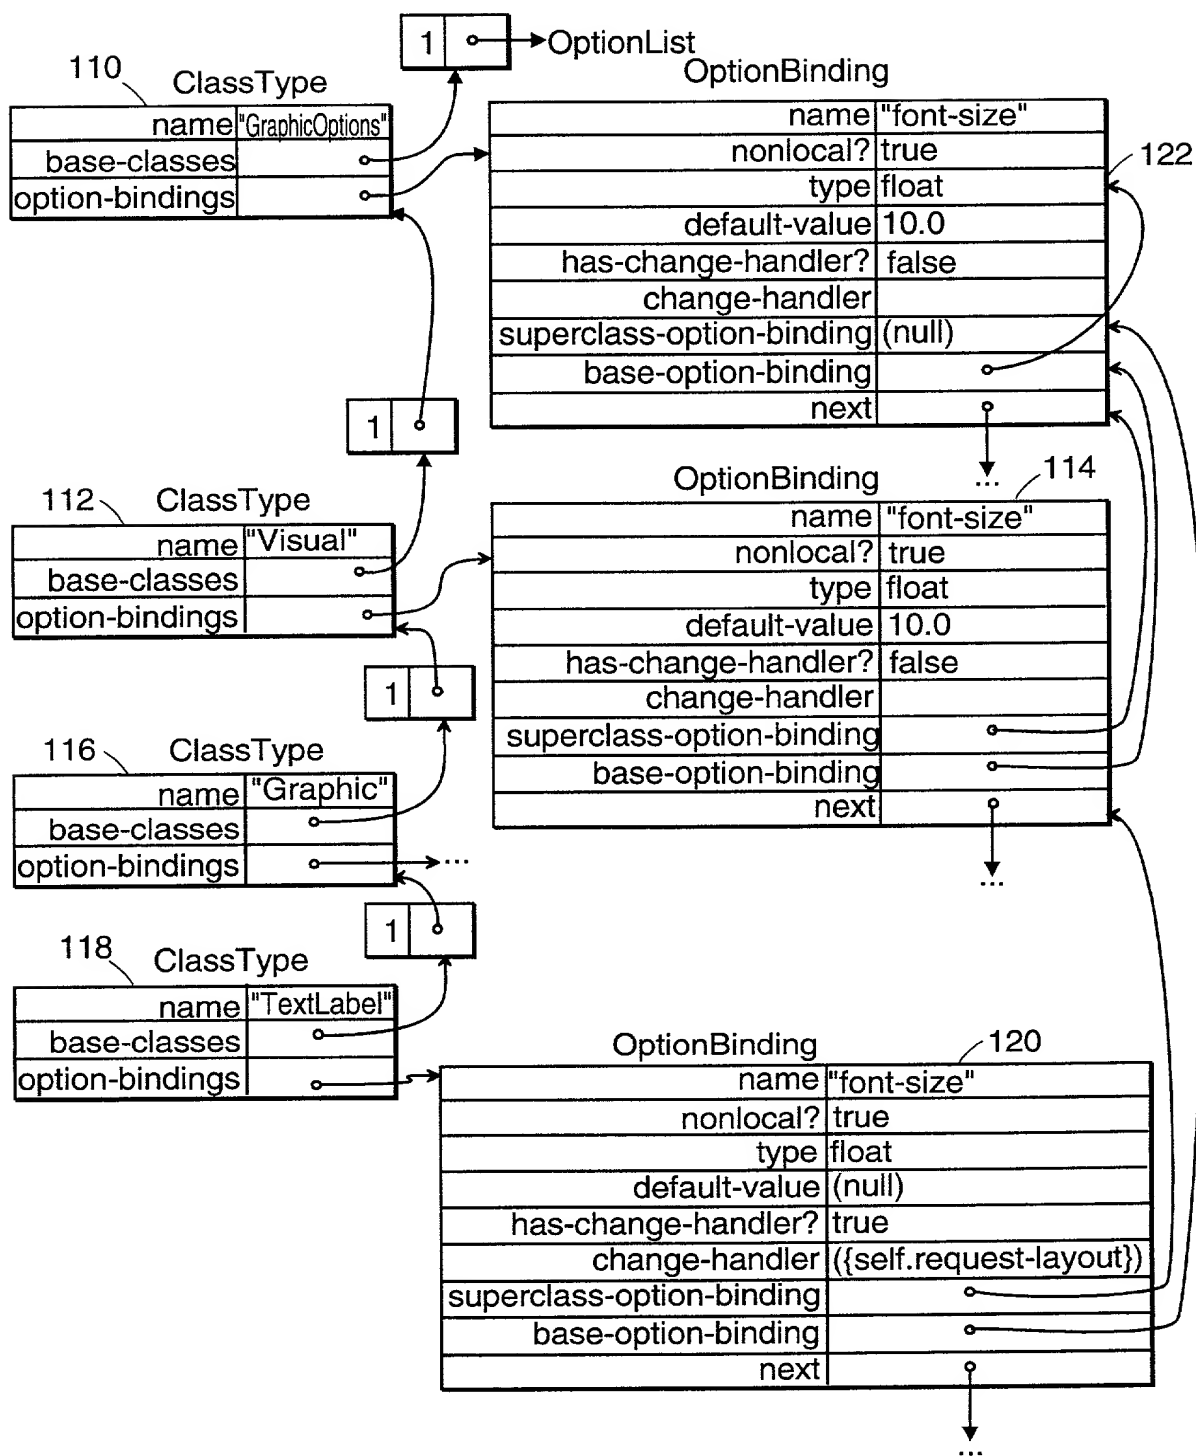 1 OptionList
110 ClassType
name "GraphicOptions"
base-classes
option-bindings
OptionBinding
122
name "font-size"
nonlocal? true
type float
default-value 10.0
has-change-handler? false
change-handler
superclass-option-binding (null)
base-option-binding
next
...
1
112 ClassType
name "Visual"
base-classes
option-bindings
OptionBinding 114
name "font-size"
nonlocal? true
type float
default-value 10.0
has-change-handler? false
change-handler
superclass-option-binding
base-option-binding
next
...
1
116 ClassType
name "Graphic"
base-classes
option-bindings ...
1
118 ClassType
name "TextLabel"
base-classes
option-bindings
OptionBinding 120
name "font-size"
nonlocal? true
type float
default-value (null)
has-change-handler? true
change-handler ({self.request-layout})
superclass-option-binding
base-option-binding
next
...